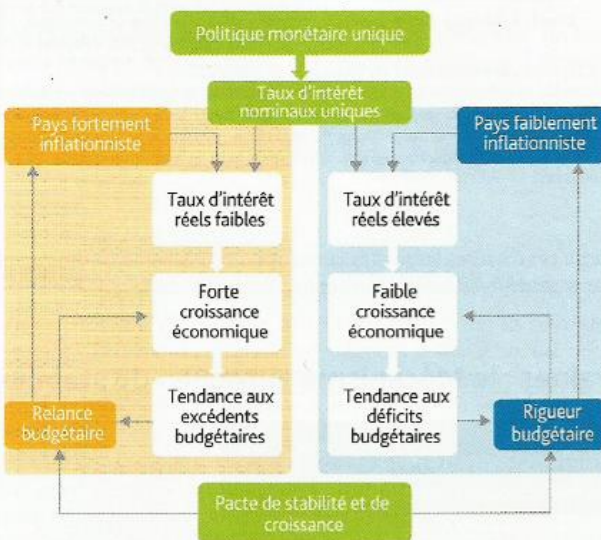 Politique monétaire unique
Taux d'intérêt
nominaux uniques
Pays fortement
inflationniste
Taux d'intérêt
réels faibles
Forte
croissance
économique
Tendance aux
excédents
budgétaires
Relance
budgétaire
Pays faiblement
inflationniste
Taux d'intérêt
réels élevés
Faible
croissance
économique
Tendance aux
déficits
budgétaires
Rigueur
budgétaire
Pacte de stabilité et de
croissance